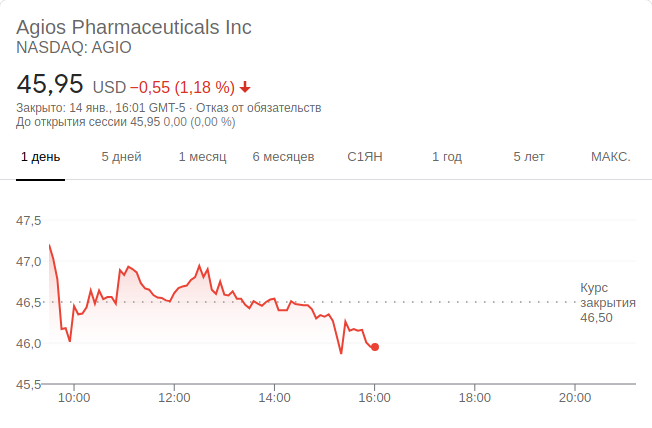 Agios Pharmaceuticals Inc
NASDAQ: AGIO
45,95 USD −0,55 (1,18 %)
Закрыто: 14 янв., 16:01 GMT-5 · Отказ от обязательств
До открытия сессии 45,95 0,00 (0,00 %)
1 день 5 дней 1 месяц 6 месяцев С1ЯН 1 год 5 лет МАКС.
47,5
47,0
46,5
46,0
45,5
Курс
закрытия
46,50
10:00 12:00 14:00 16:00 18:00 20:00